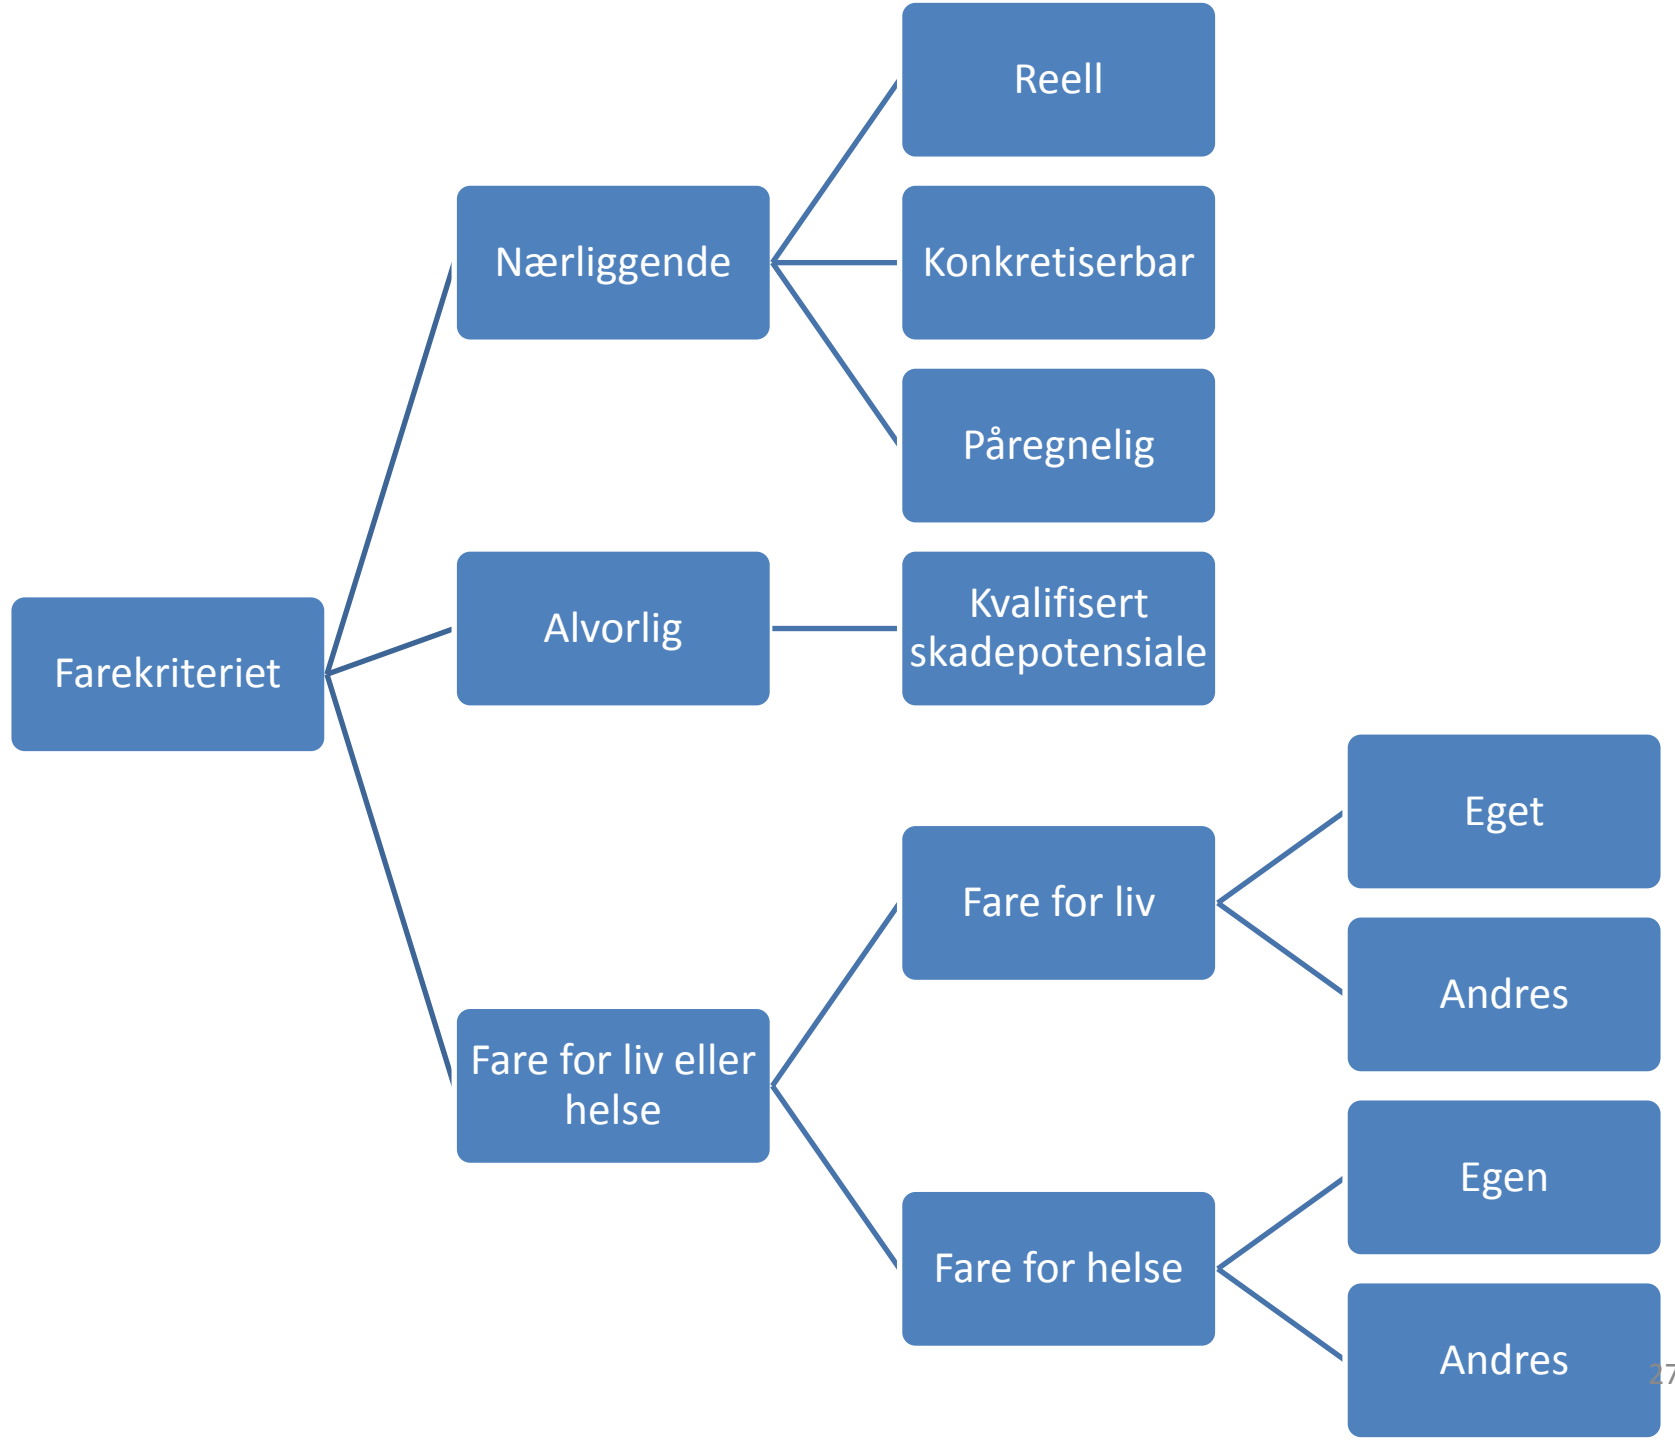 Reell
Nærliggende
Konkretiserbar
Påregnelig
Farekriteriet
Alvorlig
Kvalifisert
skadepotensiale
Fare for liv eller
helse
Fare for liv
Eget
Andres
Fare for helse
Egen
Andres
27